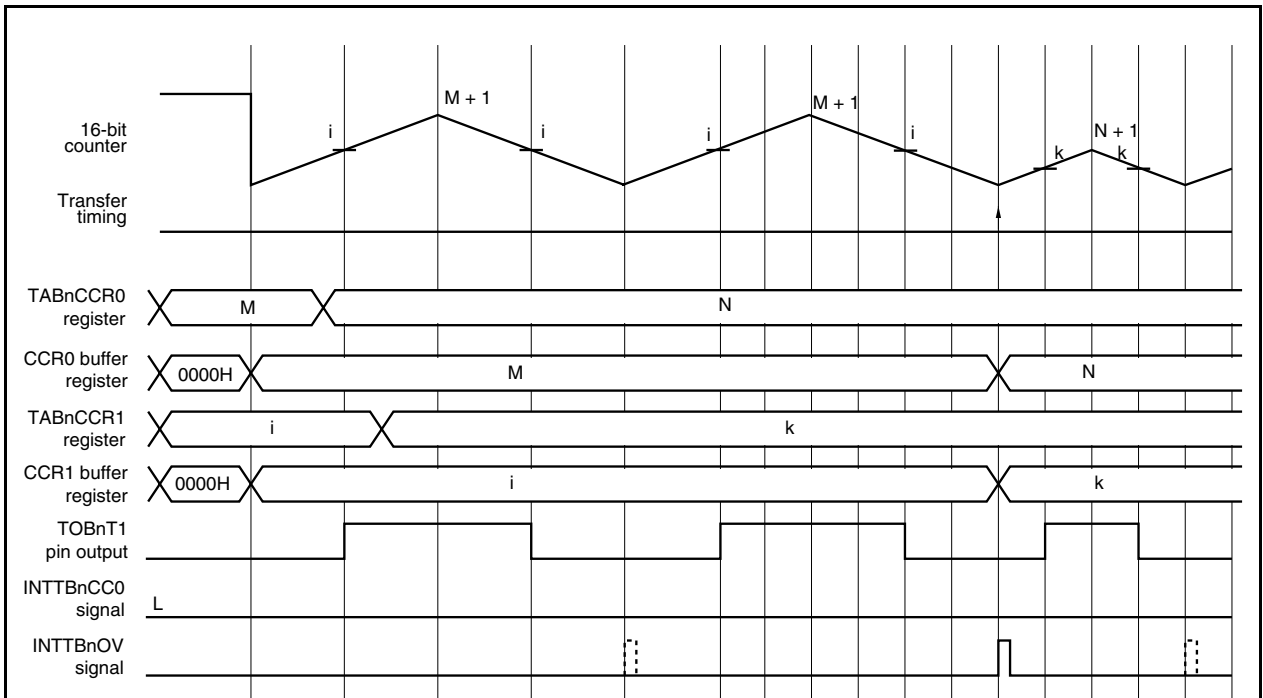 M + 1
M + 1
i
i
i
i
N + 1
k
k
16-bit
counter
Transfer
timing
TABnCCR0
register
M
N
CCR0 buffer
register
0000H
M
N
TABnCCR1
register
i
k
CCR1 buffer
register
0000H
i
k
TOBnT1
pin output
INTTBnCC0
signal
L
INTTBnOV
signal